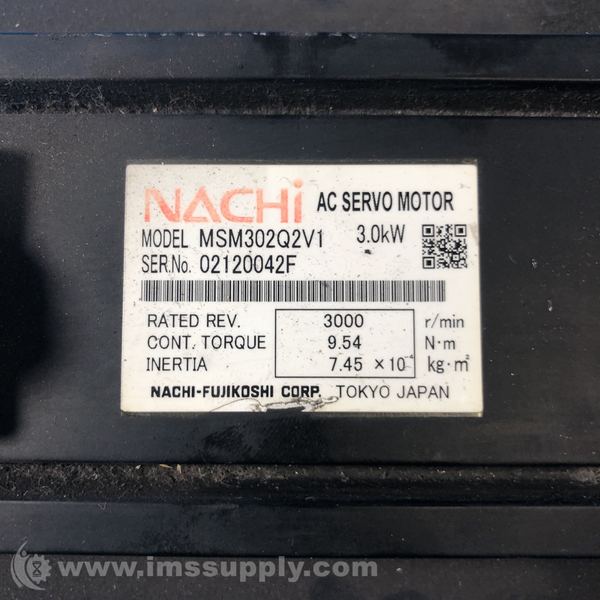 NACHi AC SERVO MOTOR
MODEL MSM302Q2V1 3.0kW
SER.No. 02120042F
RATED REV. 3000 r/min
CONT. TORQUE 9.54 N·m
INERTIA 7.45 ×10⁻⁴ kg·m²
NACHI-FUJIKOSHI CORP. TOKYO JAPAN
www.imssupply.com